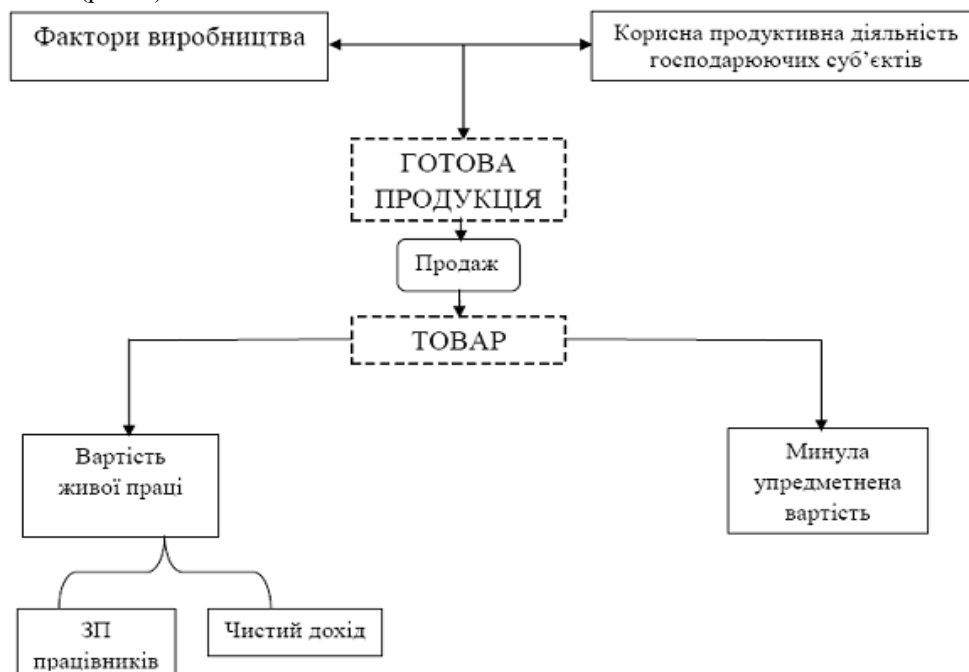 Фактори виробництва
Корисна продуктивна діяльність
господарюючих суб’єктів
ГОТОВА
ПРОДУКЦІЯ
Продаж
ТОВАР
Вартість
живої праці
Минула
упредметнена
вартість
ЗП
працівників
Чистий дохід